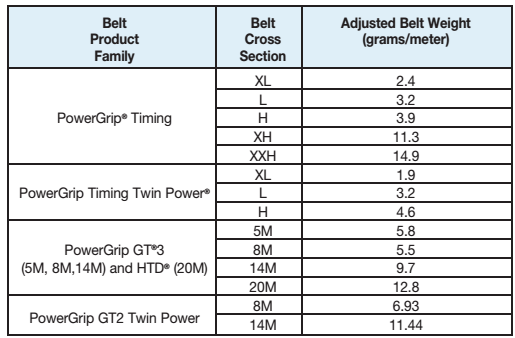 Belt Product Family
Belt Cross Section
Adjusted Belt Weight (grams/meter)
PowerGrip® Timing
XL 2.4
L 3.2
H 3.9
XH 11.3
XXH 14.9
PowerGrip Timing Twin Power®
XL 1.9
L 3.2
H 4.6
PowerGrip GT®3
(5M, 8M,14M) and HTD® (20M)
5M 5.8
8M 5.5
14M 9.7
20M 12.8
PowerGrip GT2 Twin Power
8M 6.93
14M 11.44